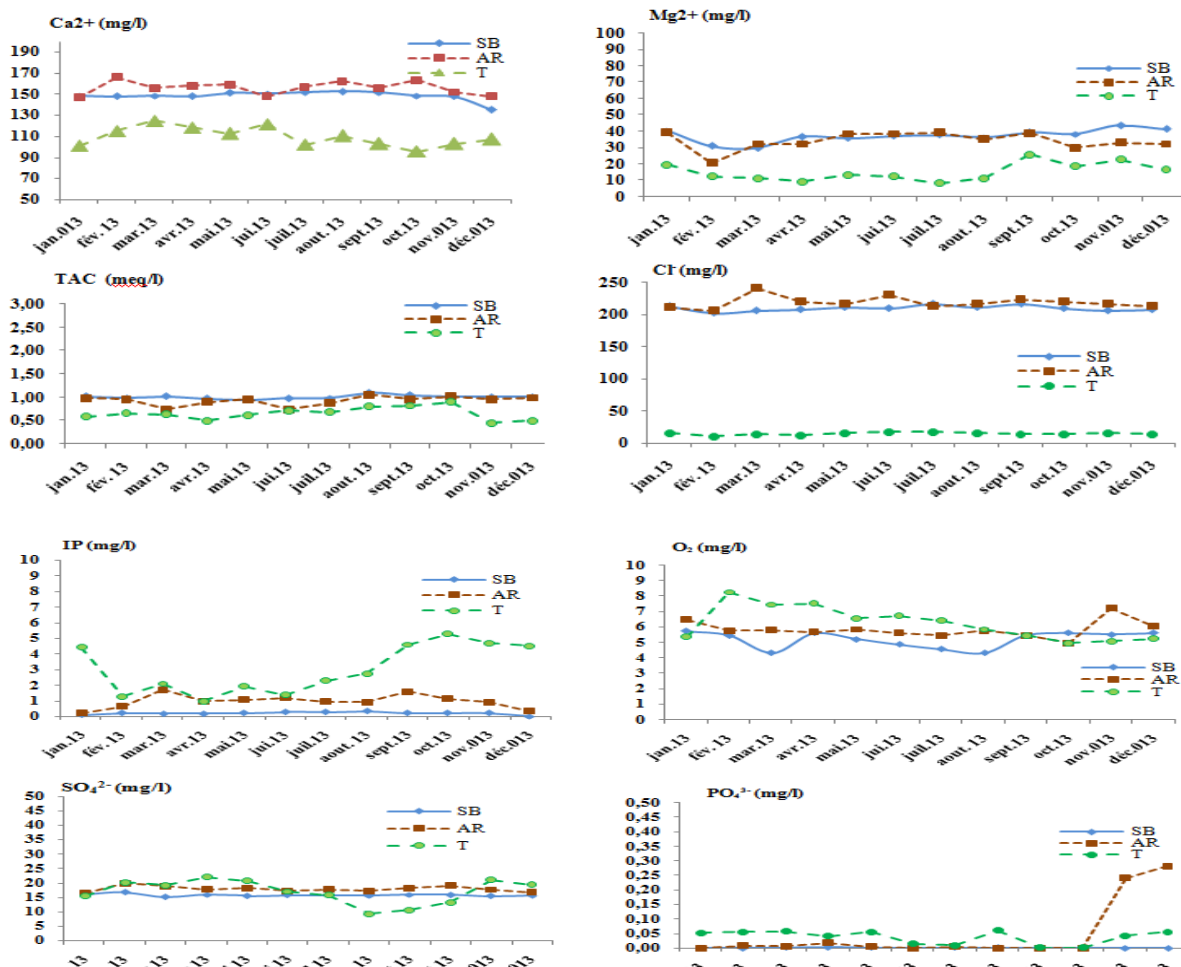 Ca2+ (mg/l)
190
170
150
130
110
90
70
50
SB
AR
T
jan.013
fév. 13
mar.13
avr.13
mai.13
jui.13
juil.13
aout. 13
sept.13
oct.13
nov.013
déc.013
Mg2+ (mg/l)
100
90
80
70
60
50
40
30
20
10
0
SB
AR
T
jan.13
fév. 13
mar.13
avr.13
mai.13
jui.13
juil.13
aout. 13
sept.13
oct.13
nov.013
déc.013
TAC (meq/l)
3,00
2,50
2,00
1,50
1,00
0,50
0,00
SB
AR
T
jan.13
fév. 13
mar.13
avr.13
mai.13
jui.13
juil.13
aout. 13
sept.13
oct.13
nov.013
déc.013
Cl- (mg/l)
250
200
150
100
50
0
SB
AR
T
jan.13
fév. 13
mar.13
avr.13
mai.13
jui.13
juil.13
aout. 13
sept.13
oct.13
nov.013
déc.013
IP (mg/l)
10
9
8
7
6
5
4
3
2
1
0
SB
AR
T
jan.13
fév. 13
mar.13
avr.13
mai.13
jui.13
juil.13
aout. 13
sept.13
oct.13
nov.013
déc.013
O₂ (mg/l)
10
9
8
7
6
5
4
3
2
1
0
SB
AR
T
jan.13
fév. 13
mar.13
avr.13
mai.13
jui.13
juil.13
aout. 13
sept.13
oct.13
nov.013
déc.013
SO₄²⁻ (mg/l)
50
45
40
35
30
25
20
15
10
5
0
SB
AR
T
PO₄³⁻ (mg/l)
0,50
0,45
0,40
0,35
0,30
0,25
0,20
0,15
0,10
0,05
0,00
SB
AR
T